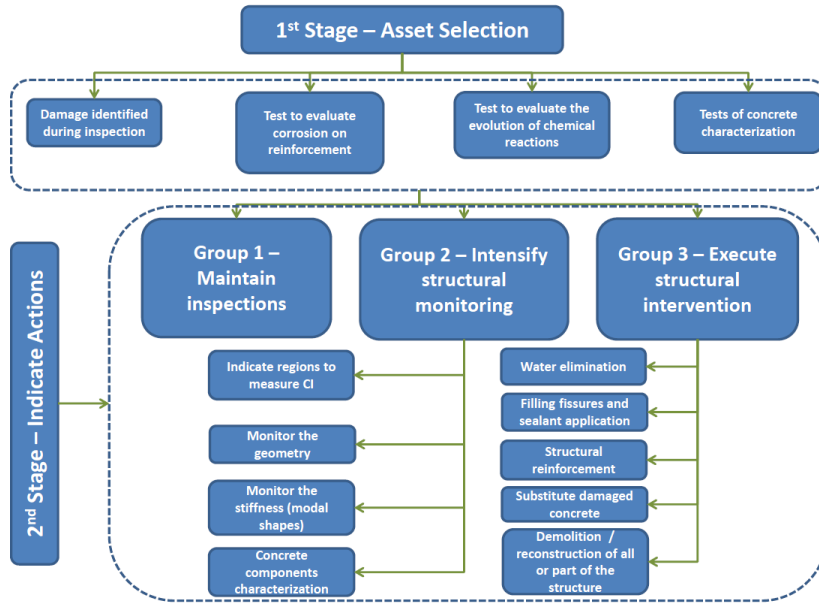 1st Stage – Asset Selection
Damage identified
during inspection
Test to evaluate
corrosion on
reinforcement
Test to evaluate the
evolution of chemical
reactions
Tests of concrete
characterization
2nd Stage – Indicate Actions
Group 1 –
Maintain
inspections
Group 2 – Intensify
structural
monitoring
Group 3 – Execute
structural
intervention
Indicate regions to
measure CI
Monitor the
geometry
Monitor the
stiffness (modal
shapes)
Concrete
components
characterization
Water elimination
Filling fissures and
sealant application
Structural
reinforcement
Substitute damaged
concrete
Demolition /
reconstruction of all
or part of the
structure